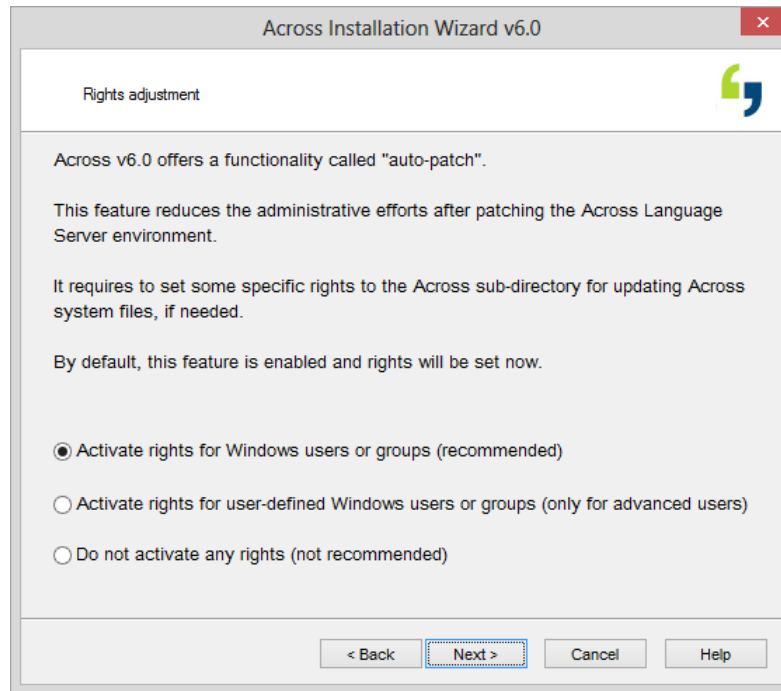 Across Installation Wizard v6.0
Rights adjustment
Across v6.0 offers a functionality called "auto-patch".
This feature reduces the administrative efforts after patching the Across Language
Server environment.
It requires to set some specific rights to the Across sub-directory for updating Across
system files, if needed.
By default, this feature is enabled and rights will be set now.
Activate rights for Windows users or groups (recommended)
Activate rights for user-defined Windows users or groups (only for advanced users)
Do not activate any rights (not recommended)
< Back Next > Cancel Help